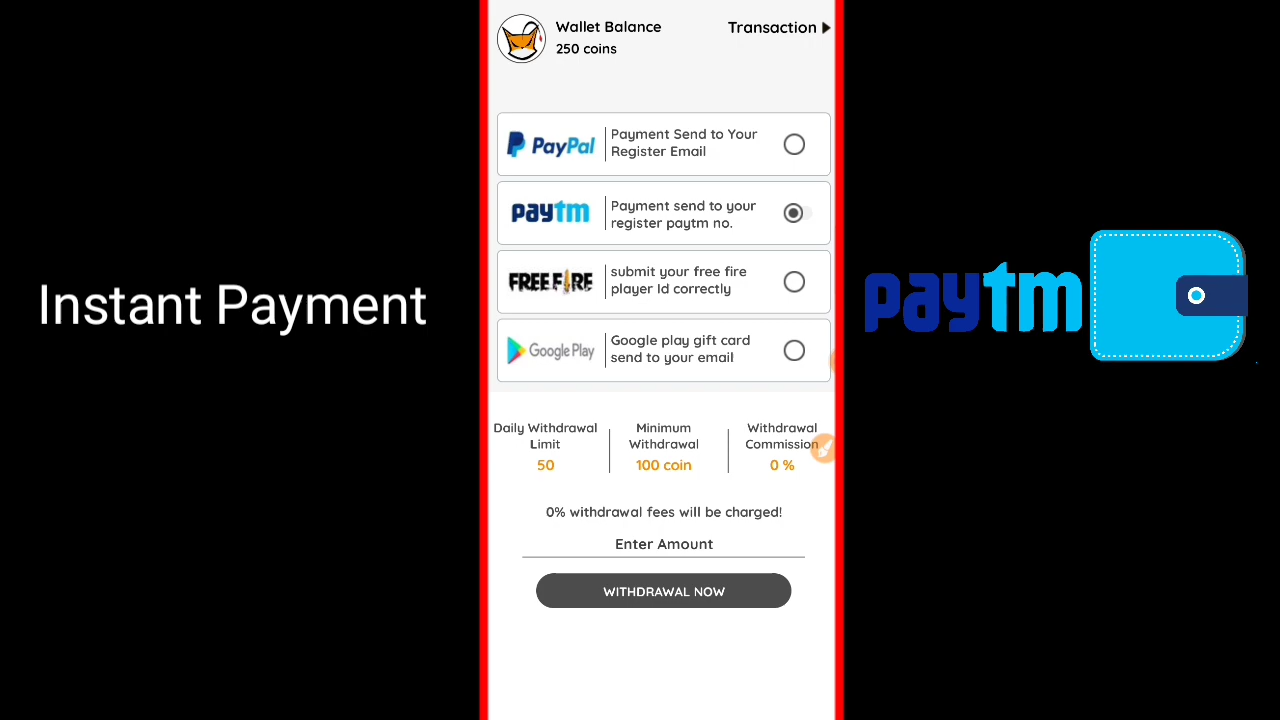 Wallet Balance
250 coins
Transaction
PayPal
Payment Send to Your
Register Email
paytm
Payment send to your
register paytm no.
FREE FIRE
submit your free fire
player Id correctly
Google Play
Google play gift card
send to your email
Daily Withdrawal
Limit
50
Minimum
Withdrawal
100 coin
Withdrawal
Commission
0 %
0% withdrawal fees will be charged!
Enter Amount
WITHDRAWAL NOW
Instant Payment
paytm